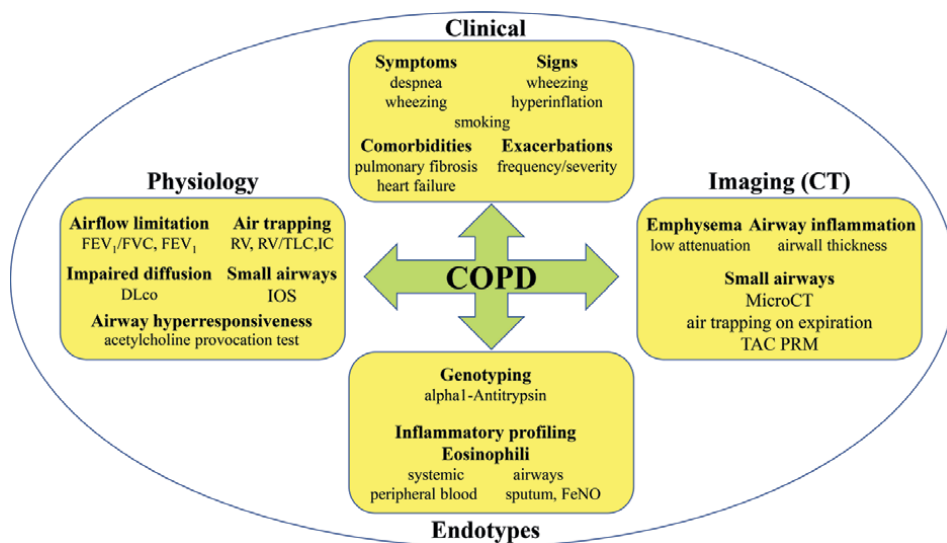 Clinical
Symptoms Signs
despnea wheezing
wheezing hyperinflation
smoking
Comorbidities Exacerbations
pulmonary fibrosis frequency/severity
heart failure
Physiology
Airflow limitation Air trapping
FEV₁/FVC, FEV₁ RV, RV/TLC,IC
Impaired diffusion Small airways
DLco IOS
Airway hyperresponsiveness
acetylcholine provocation test
COPD
Imaging (CT)
Emphysema Airway inflammation
low attenuation airwall thickness
Small airways
MicroCT
air trapping on expiration
TAC PRM
Genotyping
alpha1-Antitrypsin
Inflammatory profiling
Eosinophili
systemic airways
peripheral blood sputum, FeNO
Endotypes